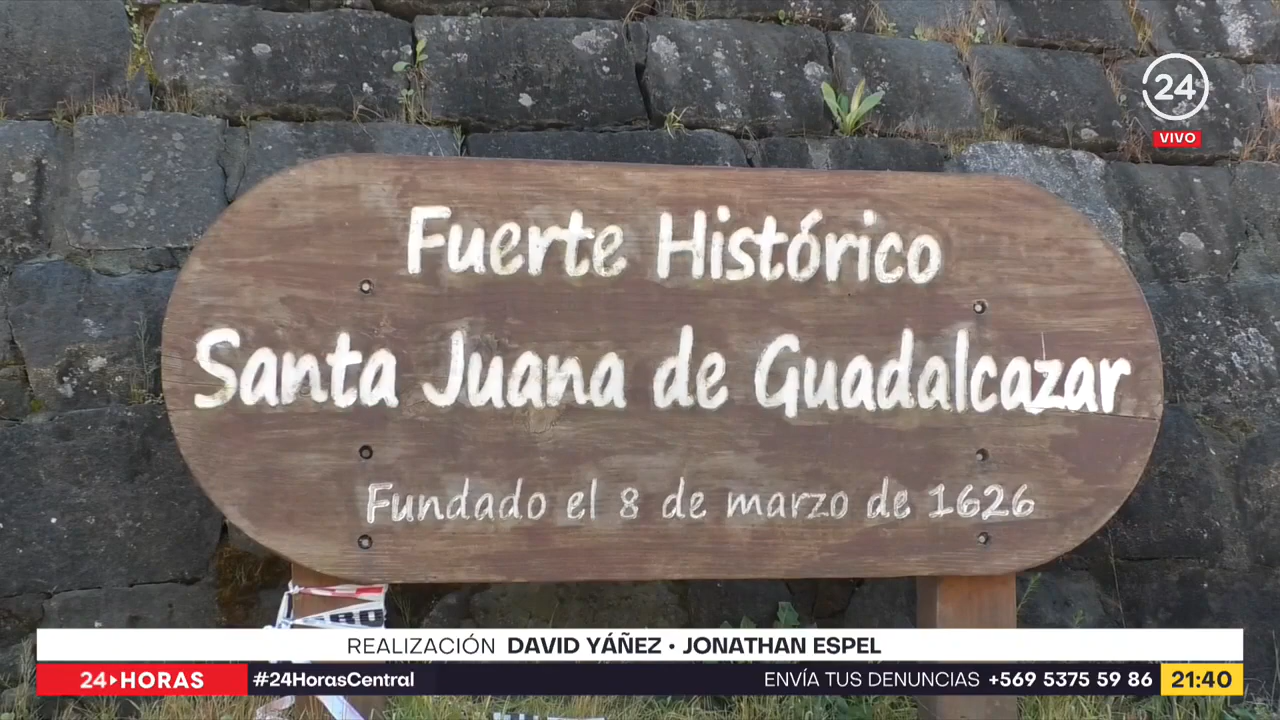 24
VIVO
Fuerte Histórico
Santa Juana de Guadalcazar
Fundado el 8 de marzo de 1626
REALIZACIÓN DAVID YÁÑEZ • JONATHAN ESPEL
24 HORAS #24HorasCentral ENVÍA TUS DENUNCIAS +569 5375 59 86 21:40